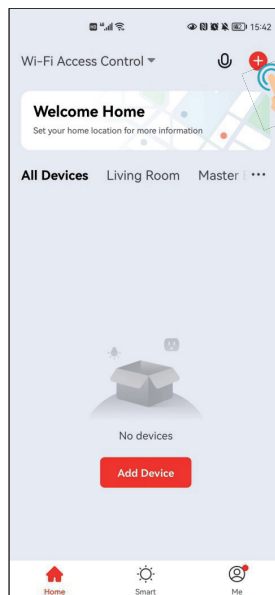 15:42
Wi-Fi Access Control
Welcome Home
Set your home location for more information
All Devices Living Room Master
No devices
Add Device
Home Smart Me